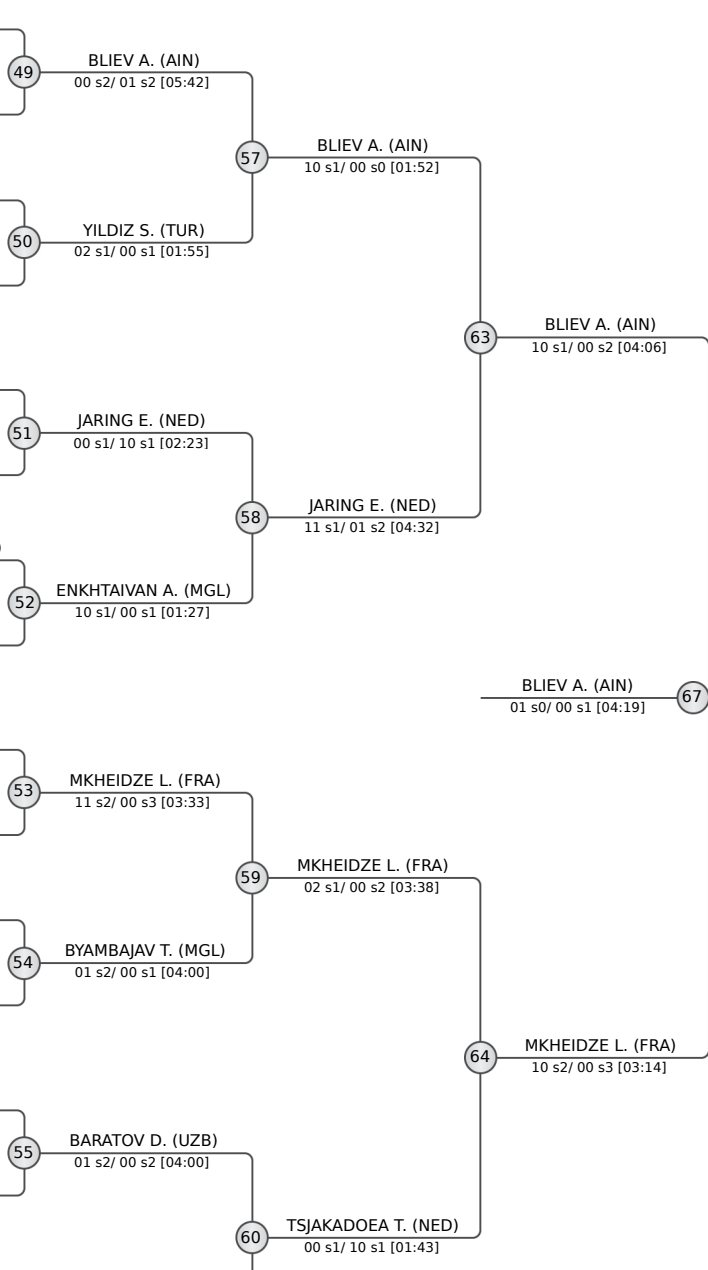 BLIEV A. (AIN)
49
00 s2/ 01 s2 [05:42]
BLIEV A. (AIN)
57
10 s1/ 00 s0 [01:52]
YILDIZ S. (TUR)
50
02 s1/ 00 s1 [01:55]
BLIEV A. (AIN)
63
10 s1/ 00 s2 [04:06]
JARING E. (NED)
51
00 s1/ 10 s1 [02:23]
JARING E. (NED)
58
11 s1/ 01 s2 [04:32]
ENKHTAIVAN A. (MGL)
52
10 s1/ 00 s1 [01:27]
BLIEV A. (AIN)
67
01 s0/ 00 s1 [04:19]
MKHEIDZE L. (FRA)
53
11 s2/ 00 s3 [03:33]
MKHEIDZE L. (FRA)
59
02 s1/ 00 s2 [03:38]
BYAMBAJAV T. (MGL)
54
01 s2/ 00 s1 [04:00]
MKHEIDZE L. (FRA)
64
10 s2/ 00 s3 [03:14]
BARATOV D. (UZB)
55
01 s2/ 00 s2 [04:00]
TSJAKADOEA T. (NED)
60
00 s1/ 10 s1 [01:43]